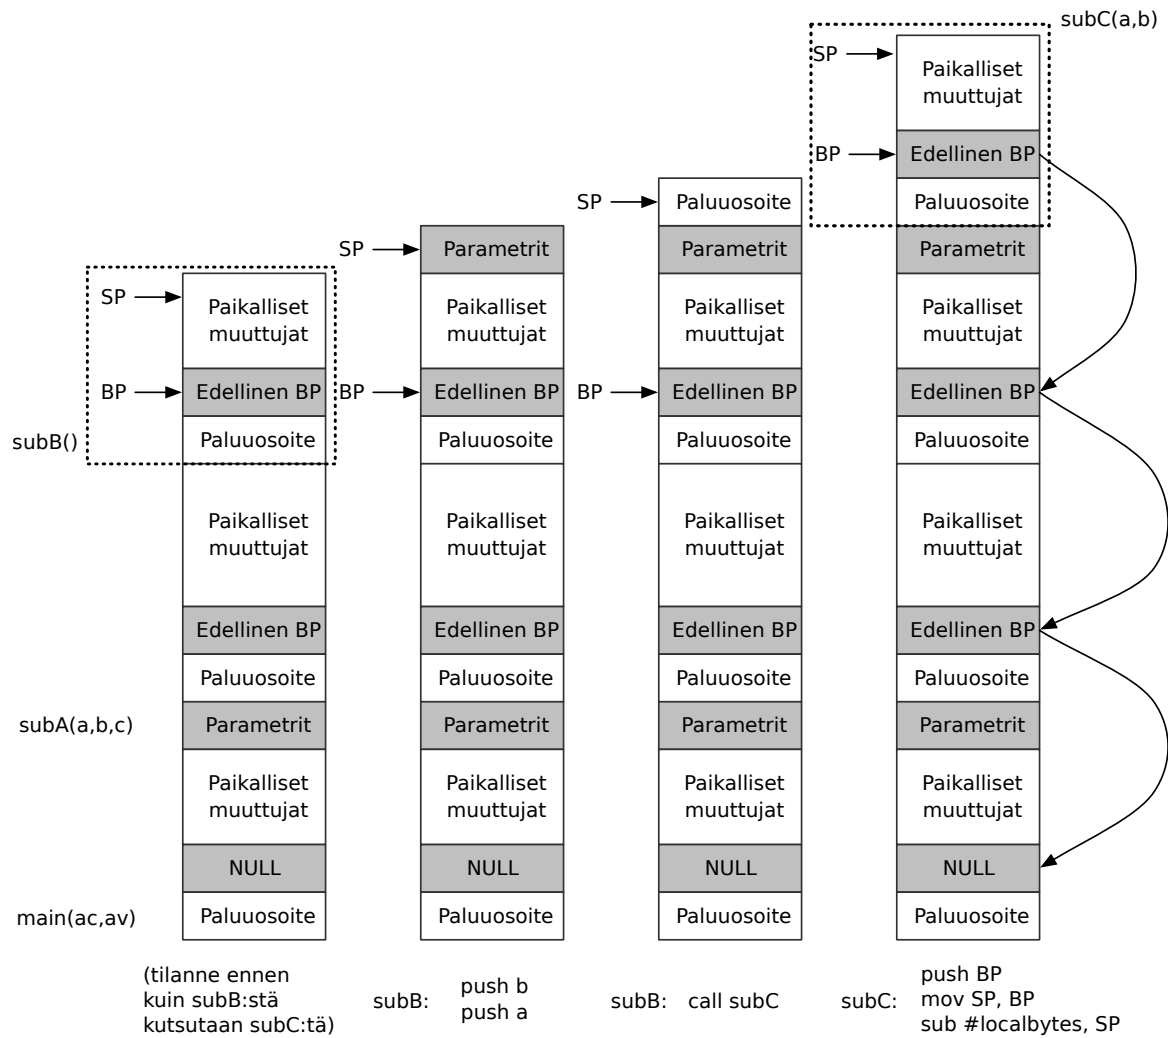 subC(a,b)
SP
Paikalliset
muuttujat
BP
Edellinen BP
Paluuosoite
Parametrit
Paikalliset
muuttujat
Edellinen BP
Paluuosoite
Paikalliset
muuttujat
Edellinen BP
Paluuosoite
Parametrit
Paikalliset
muuttujat
NULL
Paluuosoite
subC:
push BP
mov SP, BP
sub #localbytes, SP
SP
Paluuosoite
Parametrit
Paikalliset
muuttujat
BP
Edellinen BP
Paluuosoite
Paikalliset
muuttujat
Edellinen BP
Paluuosoite
Parametrit
Paikalliset
muuttujat
NULL
Paluuosoite
subB:
call subC
SP
Parametrit
Paikalliset
muuttujat
BP
Edellinen BP
Paluuosoite
Paikalliset
muuttujat
Edellinen BP
Paluuosoite
Parametrit
Paikalliset
muuttujat
NULL
Paluuosoite
subB:
push b
push a
SP
Paikalliset
muuttujat
BP
Edellinen BP
subB()
Paluuosoite
Paikalliset
muuttujat
Edellinen BP
Paluuosoite
subA(a,b,c)
Parametrit
Paikalliset
muuttujat
NULL
main(ac,av)
Paluuosoite
(tilanne ennen
kuin subB:stä
kutsutaan subC:tä)